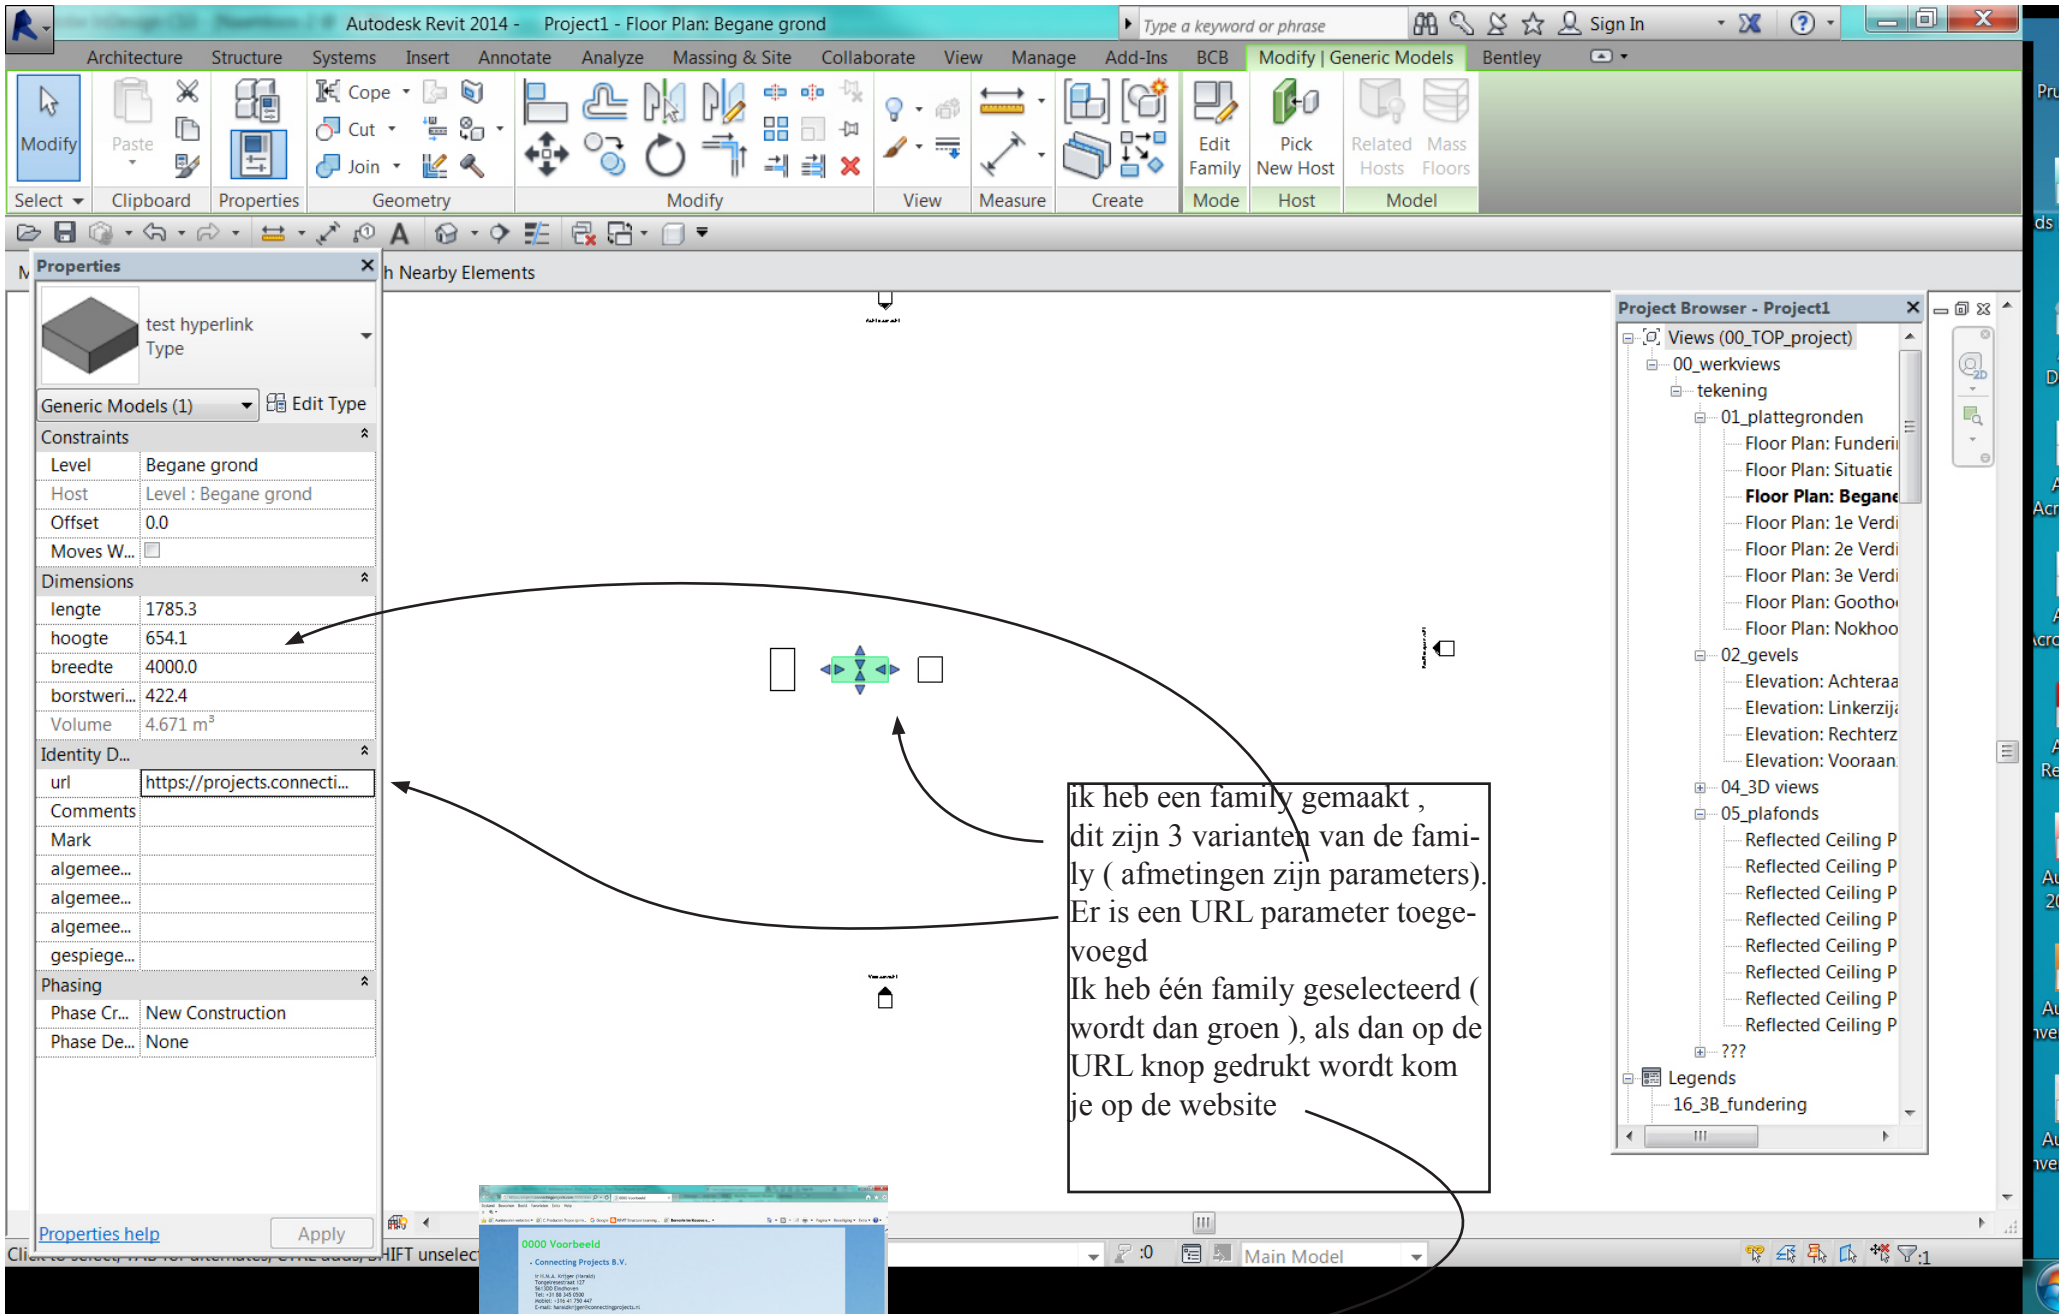 Autodesk Revit 2014 - Project1 - Floor Plan: Begane grond
Type a keyword or phrase
Sign In
Architecture Structure Systems Insert Annotate Analyze Massing & Site Collaborate View Manage Add-Ins BCB Modify | Generic Models Bentley
Modify
Paste
Cope
Cut
Join
Edit
Family
Pick
New Host
Related
Hosts
Mass
Floors
Select Clipboard Properties Geometry Modify View Measure Create Mode Host Model
Properties
h Nearby Elements
test hyperlink
Type
Generic Models (1) Edit Type
Constraints
Level Begane grond
Host Level : Begane grond
Offset 0.0
Moves W...
Dimensions
lengte 1785.3
hoogte 654.1
breedte 4000.0
borstweri... 422.4
Volume 4.671 m³
Identity D...
url https://projects.connecti...
Comments
Mark
algemee...
algemee...
algemee...
gespiege...
Phasing
Phase Cr... New Construction
Phase De... None
Properties help Apply
ik heb een family gemaakt ,
dit zijn 3 varianten van de fami-
ly ( afmetingen zijn parameters).
Er is een URL parameter toege-
voegd
Ik heb één family geselecteerd (
wordt dan groen ), als dan op de
URL knop gedrukt wordt kom
je op de website
Project Browser - Project1
Views (00_TOP_project)
00_werkviews
tekening
01_plattegronden
Floor Plan: Funderi
Floor Plan: Situatie
Floor Plan: Begane
Floor Plan: 1e Verdi
Floor Plan: 2e Verdi
Floor Plan: 3e Verdi
Floor Plan: Gootho
Floor Plan: Nokhoo
02_gevels
Elevation: Achteraa
Elevation: Linkerzij
Elevation: Rechterz
Elevation: Vooraan
04_3D views
05_plafonds
Reflected Ceiling P
Reflected Ceiling P
Reflected Ceiling P
Reflected Ceiling P
Reflected Ceiling P
Reflected Ceiling P
Reflected Ceiling P
Reflected Ceiling P
???
Legends
16_3B_fundering
2D
:0
Main Model
:1
0000 Voorbeeld
Connecting Projects B.V.